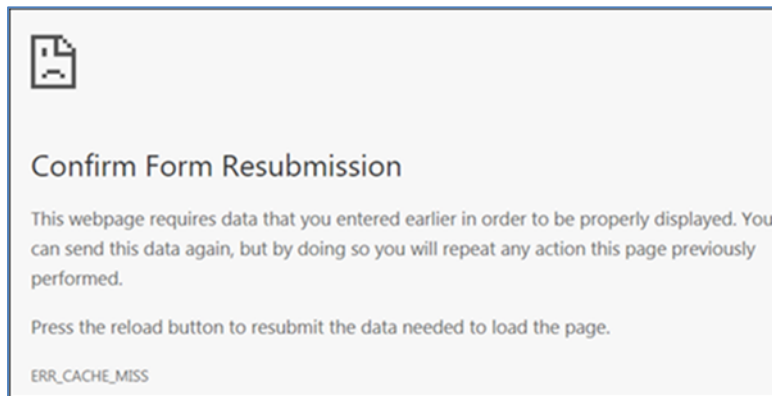 Confirm Form Resubmission
This webpage requires data that you entered earlier in order to be properly displayed. You
can send this data again, but by doing so you will repeat any action this page previously
performed.
Press the reload button to resubmit the data needed to load the page.
ERR_CACHE_MISS